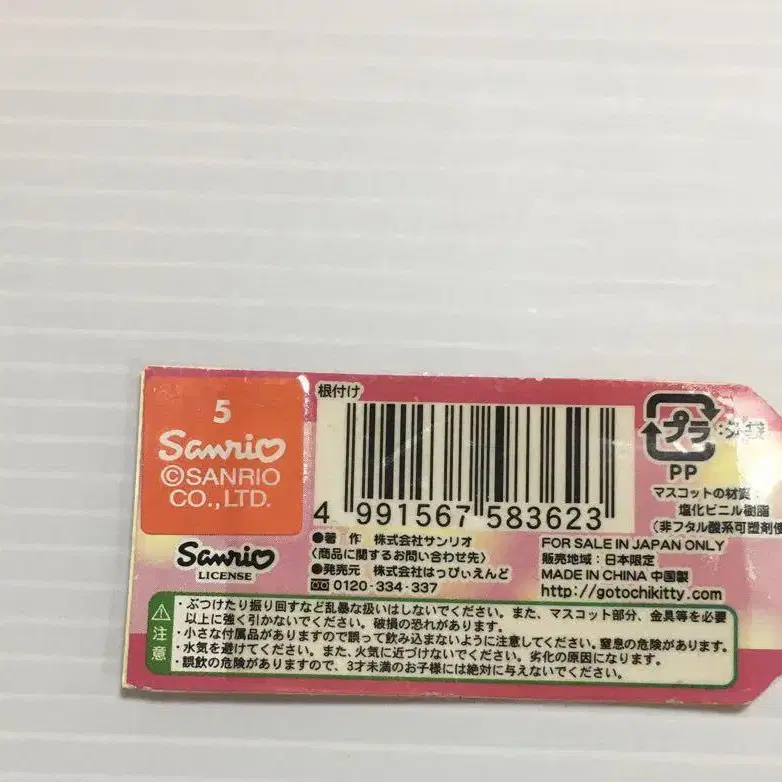 5
Sanrio
©SANRIO
CO.,LTD.
Sanrio
LICENSE
根付け
4 991567 583623
●著 作 株式会社サンリオ
〈商品に関するお問い合わせ先〉
●発売元 株式会社はっぴぃえんど
0120-334-337
プラ
PP
マスコットの材質:
塩化ビニル樹脂
(非フタル酸系可塑剤使
FOR SALE IN JAPAN ONLY
販売地域:日本限定
MADE IN CHINA 中国製
http://gotochikitty.com/
注意
・ぶつけたり振り回すなど乱暴な扱いはしないでください。また、マスコット部分、金具等を必要
以上に強く引かないでください。破損の恐れがあります。
・小さな付属品がありますので誤って飲み込まないように注意してください。窒息の危険があります。
・水気を避けてください。また、火気に近づけないでください。劣化の原因になります。
・誤飲の危険がありますので、3才未満のお子様には絶対に与えないでください。